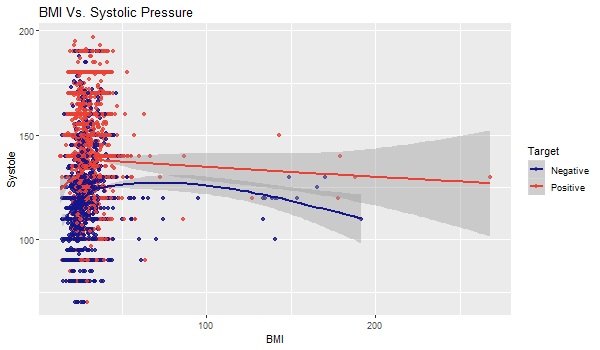 BMI Vs. Systolic Pressure
200
150
100
Systole
100
200
BMI
Target
Negative
Positive